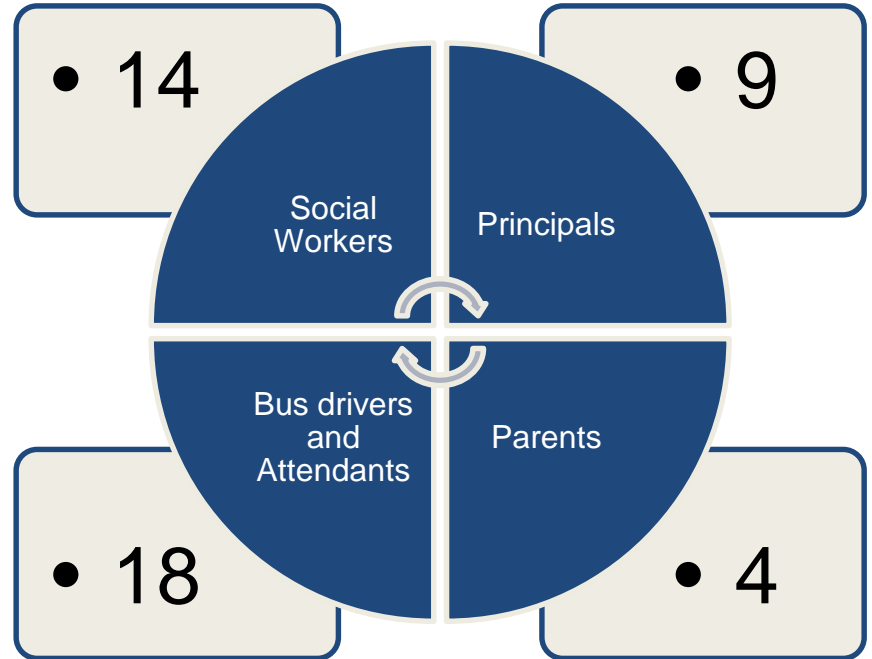 • 14
• 9
Social
Workers
Principals
Bus drivers
and
Attendants
Parents
• 18
• 4